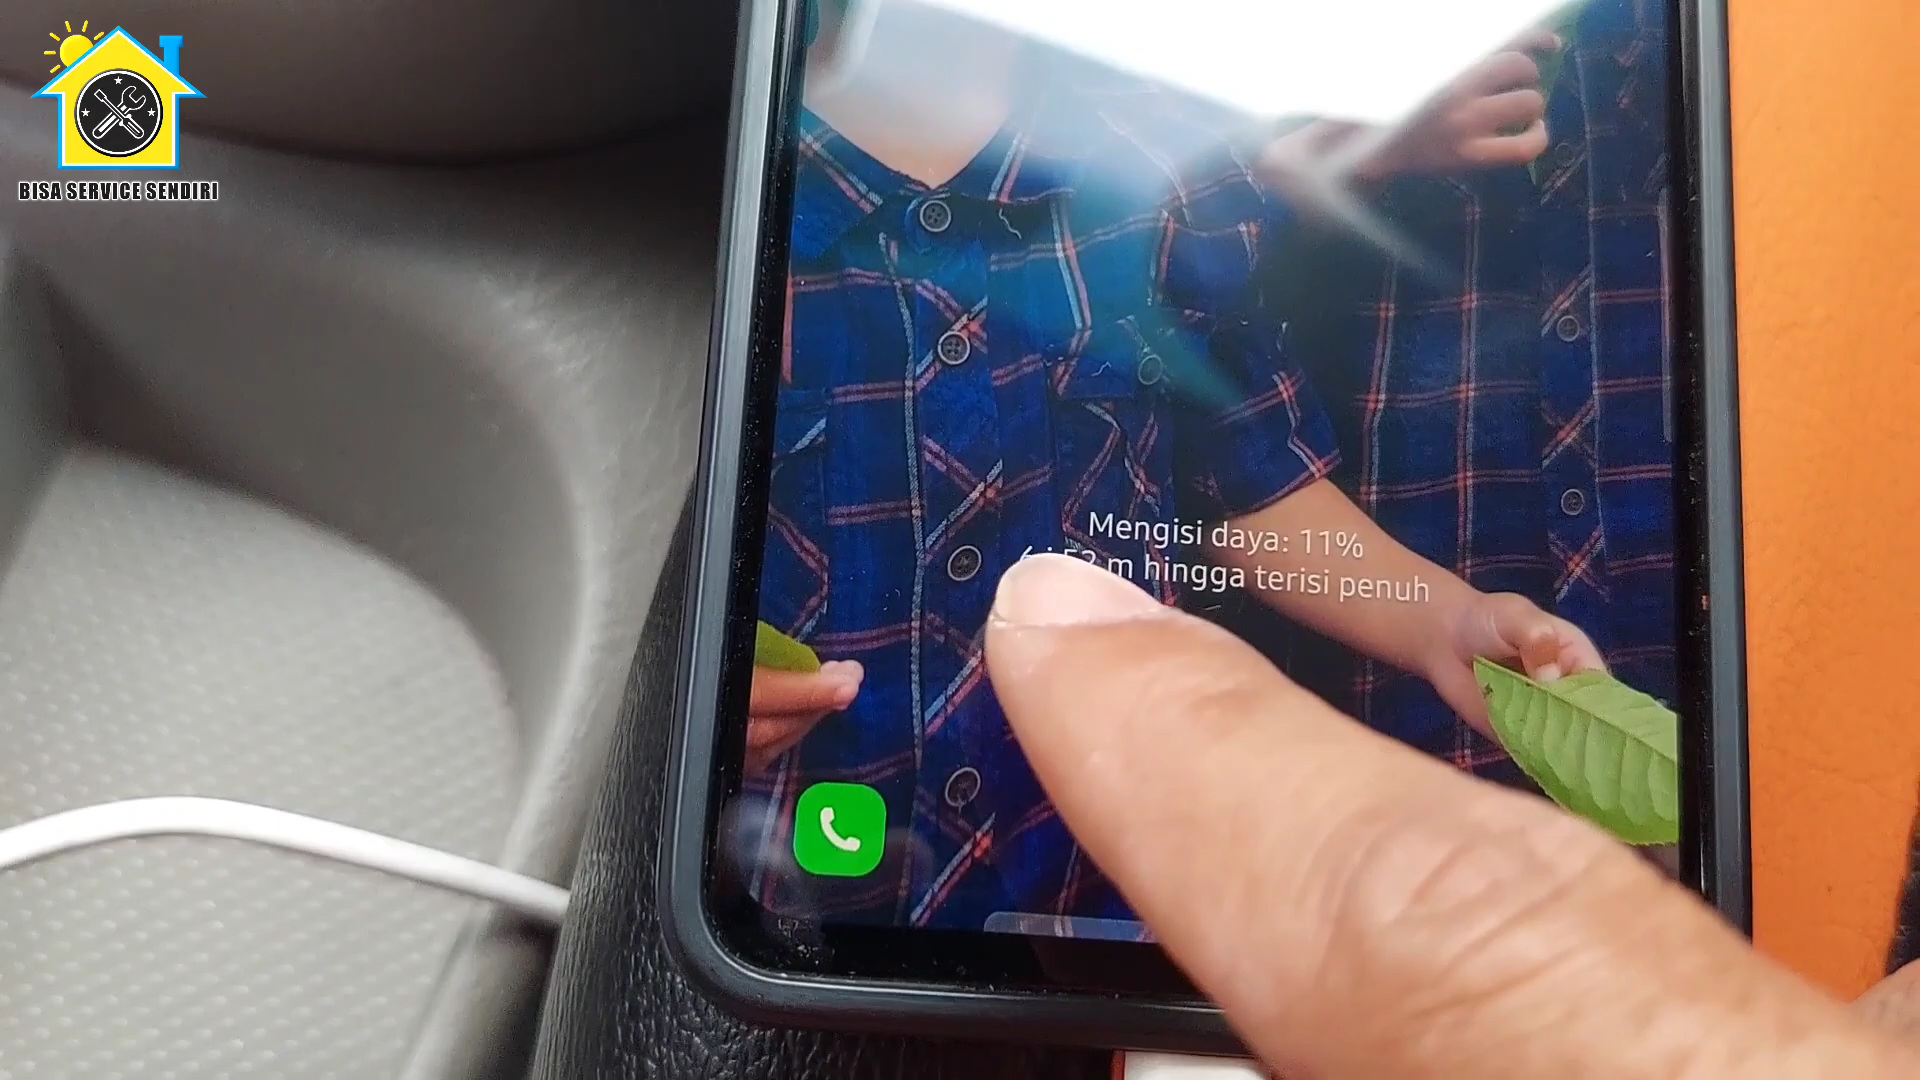 BISA SERVICE SENDIRI
Mengisi daya: 11%
m hingga terisi penuh